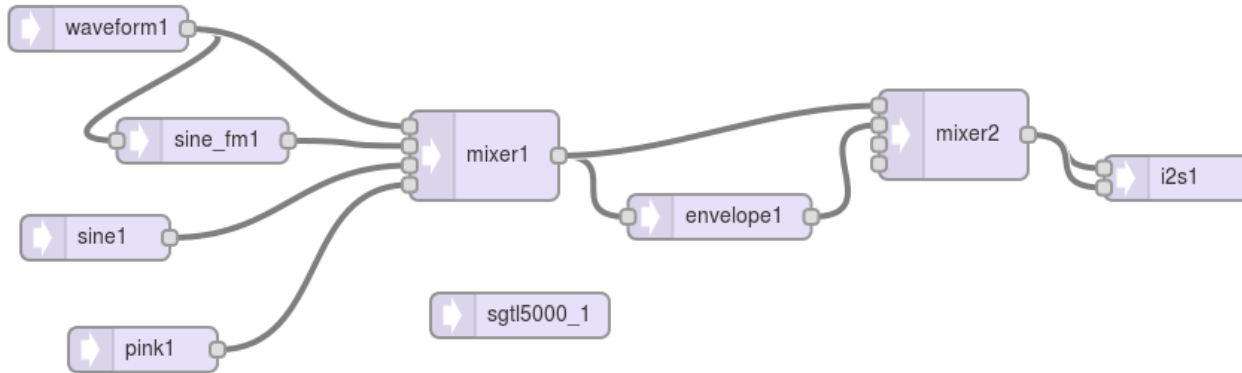 waveform1
sine_fm1
mixer1
mixer2
i2s1
sine1
envelope1
sgtl5000_1
pink1